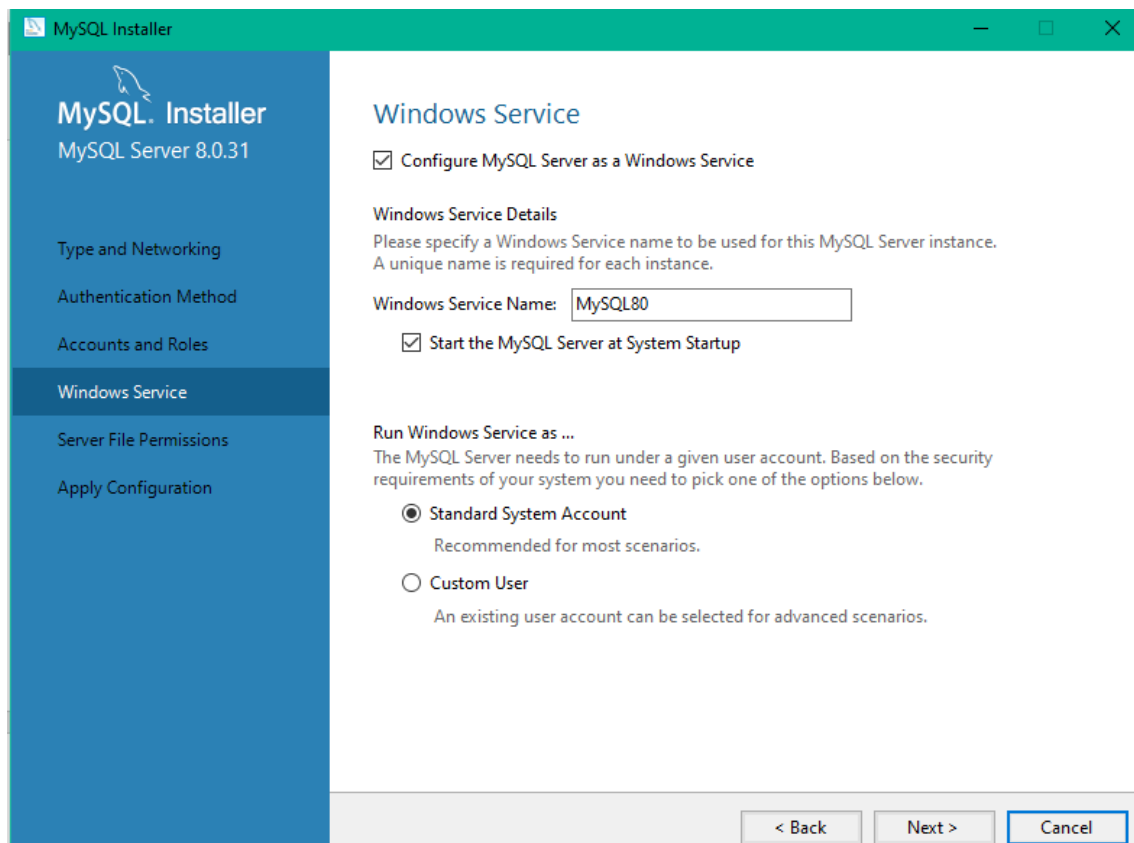 MySQL Installer
MySQL. Installer
MySQL Server 8.0.31
Type and Networking
Authentication Method
Accounts and Roles
Windows Service
Server File Permissions
Apply Configuration
Windows Service
Configure MySQL Server as a Windows Service
Windows Service Details
Please specify a Windows Service name to be used for this MySQL Server instance.
A unique name is required for each instance.
Windows Service Name: MySQL80
Start the MySQL Server at System Startup
Run Windows Service as ...
The MySQL Server needs to run under a given user account. Based on the security
requirements of your system you need to pick one of the options below.
Standard System Account
Recommended for most scenarios.
Custom User
An existing user account can be selected for advanced scenarios.
< Back Next > Cancel